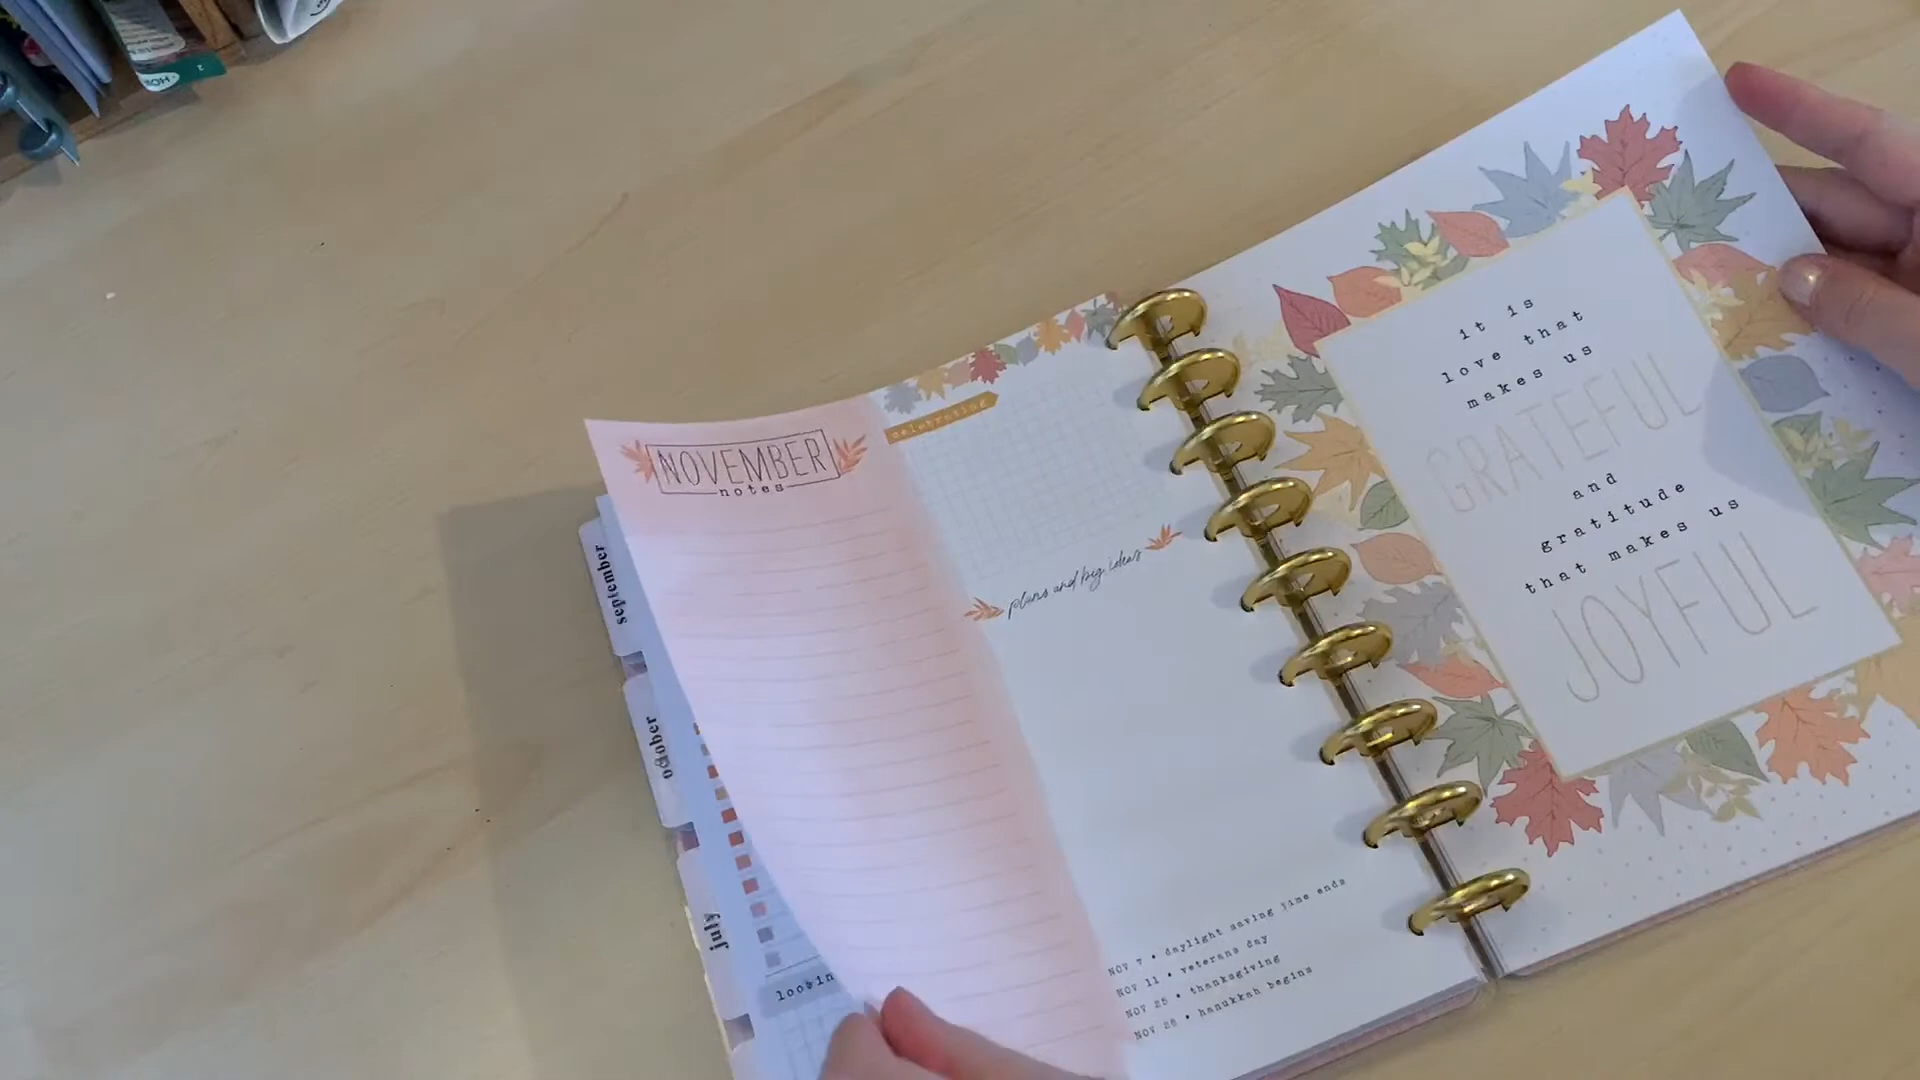 NOVEMBER
notes
celebrating
plans and big ideas
NOV 7 • daylight saving time ends
NOV 11 • veterans day
NOV 25 • thanksgiving
NOV 28 • hanukkah begins
it is
love that
makes us
GRATEFUL
and
gratitude
that makes us
JOYFUL
september
october
july